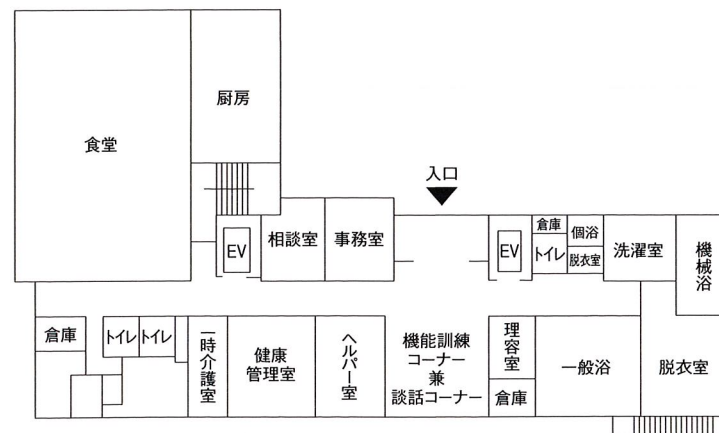 厨房
食堂
入口
EV
相談室
事務室
EV
倉庫
トイレ
個浴
脱衣室
洗濯室
機械浴
倉庫
トイレ
トイレ
一時介護室
健康
管理室
ヘルパー室
機能訓練
コーナー
兼
談話コーナー
理容室
倉庫
一般浴
脱衣室